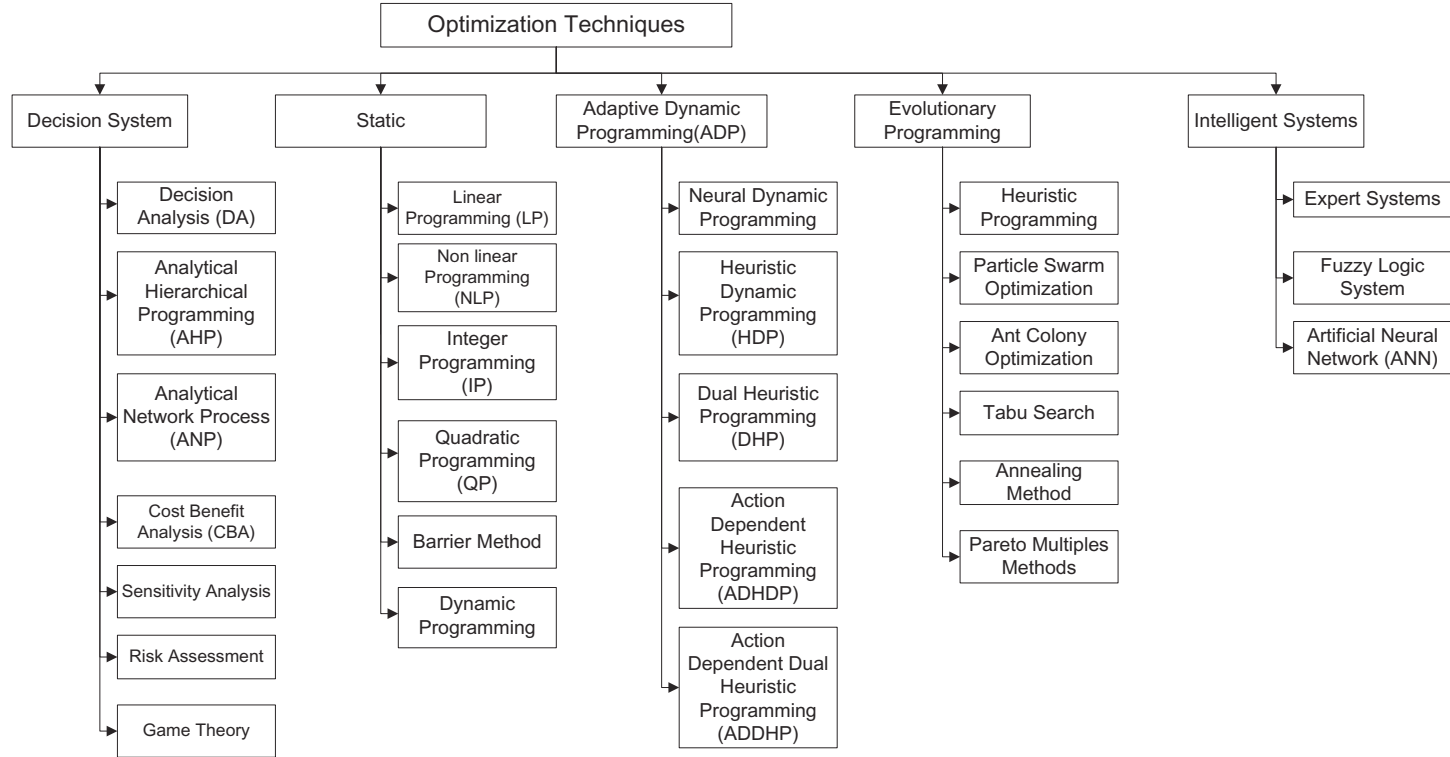 Optimization Techniques
Decision System
Static
Adaptive Dynamic
Programming(ADP)
Evolutionary
Programming
Intelligent Systems
Decision
Analysis (DA)
Analytical
Hierarchical
Programming
(AHP)
Analytical
Network Process
(ANP)
Cost Benefit
Analysis (CBA)
Sensitivity Analysis
Risk Assessment
Game Theory
Linear
Programming (LP)
Non linear
Programming
(NLP)
Integer
Programming
(IP)
Quadratic
Programming
(QP)
Barrier Method
Dynamic
Programming
Neural Dynamic
Programming
Heuristic
Dynamic
Programming
(HDP)
Dual Heuristic
Programming
(DHP)
Action
Dependent
Heuristic
Programming
(ADHDP)
Action
Dependent Dual
Heuristic
Programming
(ADDHP)
Heuristic
Programming
Particle Swarm
Optimization
Ant Colony
Optimization
Tabu Search
Annealing
Method
Pareto Multiples
Methods
Expert Systems
Fuzzy Logic
System
Artificial Neural
Network (ANN)